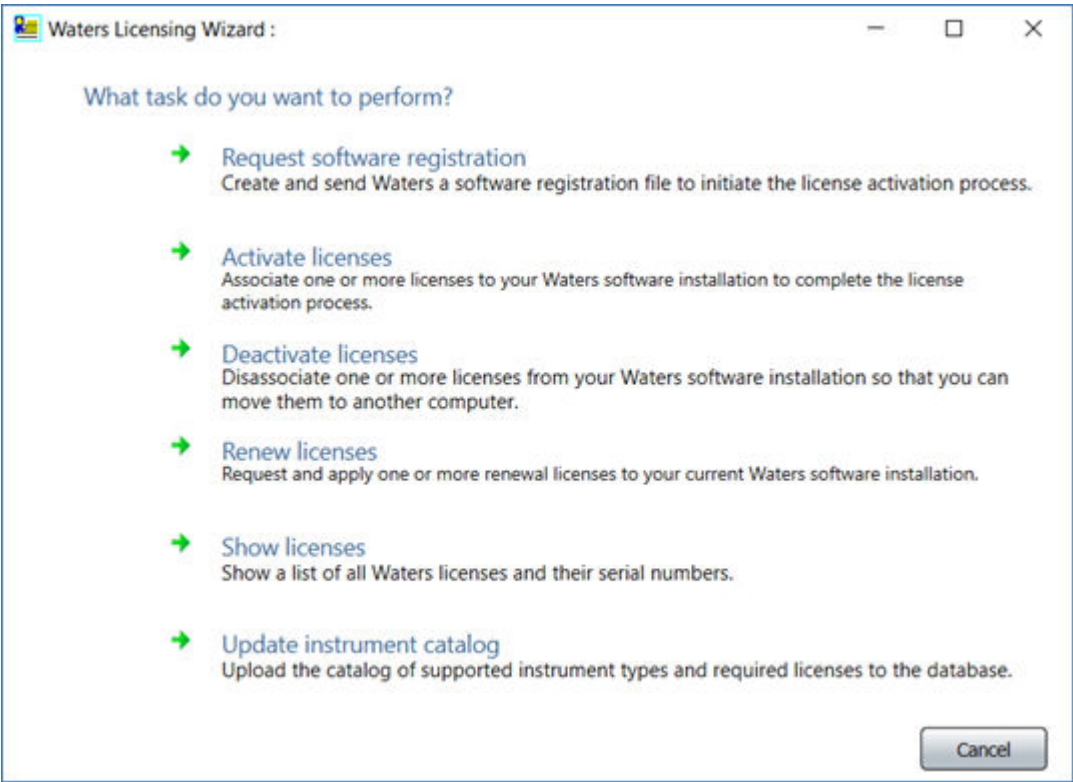 Waters Licensing Wizard :
What task do you want to perform?
Request software registration
Create and send Waters a software registration file to initiate the license activation process.
Activate licenses
Associate one or more licenses to your Waters software installation to complete the license
activation process.
Deactivate licenses
Disassociate one or more licenses from your Waters software installation so that you can
move them to another computer.
Renew licenses
Request and apply one or more renewal licenses to your current Waters software installation.
Show licenses
Show a list of all Waters licenses and their serial numbers.
Update instrument catalog
Upload the catalog of supported instrument types and required licenses to the database.
Cancel